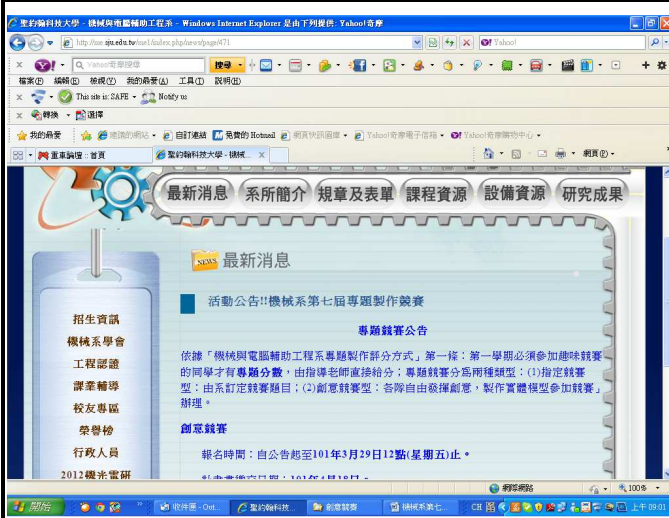 聖約翰科技大學 - 機械與電腦輔助工程系 - Windows Internet Explorer 是由下列提供: Yahoo!奇摩
sju.edu.tw
Yahoo!
搜尋
檔案(F) 編輯(E) 檢視(V) 我的最愛(A) 工具(T) 說明(H)
This site is: SAFE Notify us
轉換 選擇
我的最愛 建議的網站 自訂連結 免費的 Hotmail 網頁快訊圖庫 Yahoo!奇摩電子信箱 Yahoo!奇摩購物中心
重車論壇 :: 首頁 聖約翰科技大學 - 機械... 網頁(P)
最新消息 系所簡介 規章及表單 課程資源 設備資源 研究成果
NEWS 最新消息
活動公告!!機械系第七屆專題製作競賽
專題競賽公告
依據「機械與電腦輔助工程系專題製作評分方式」第一條：第一學期必須參加趣味競賽
的同學才有專題分數，由指導老師直接給分；專題競賽分為兩種類型：(1)指定競賽
型：由系訂定競賽題目；(2)創意競賽型：各隊自由發揮創意，製作實體模型參加競賽」
辦理。
創意競賽
報名時間：自公告起至101年3月29日12點(星期五)止。
招生資訊
機械系學會
工程認證
課業輔導
校友專區
榮譽榜
行政人員
2012機光電研
網際網路 100%
開始 收件匣 - Out... 聖約翰科技... 創意競賽 機械系第七... CH 上午 09:01